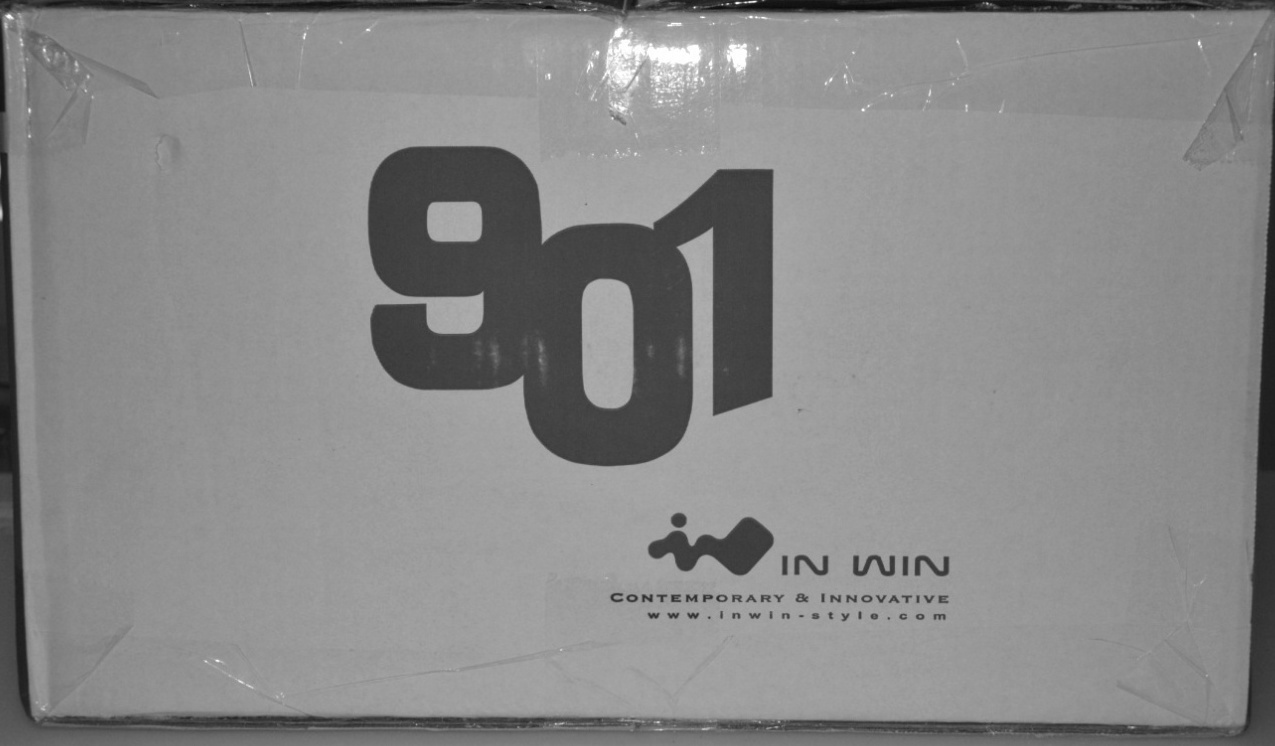 901
IN WIN
CONTEMPORARY & INNOVATIVE
www.inwin-style.com